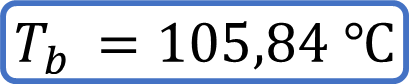 T_b = 105,84 °C